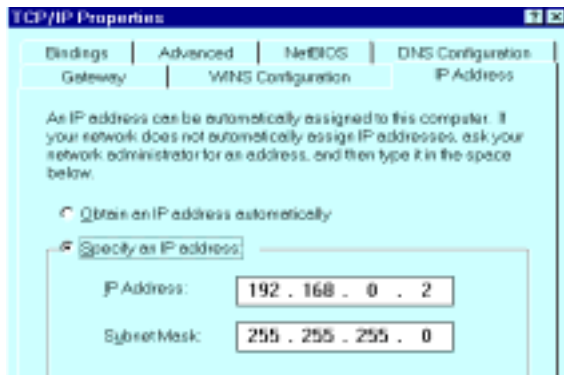 TCP/IP Properties
Bindings Advanced NetBIOS DNS Configuration
Gateway WINS Configuration IP Address
An IP address can be automatically assigned to this computer. If
your network does not automatically assign IP addresses, ask your
network administrator for an address, and then type it in the space
below.
Obtain an IP address automatically
Specify an IP address:
IP Address: 192 . 168 . 0 . 2
Subnet Mask: 255 . 255 . 255 . 0